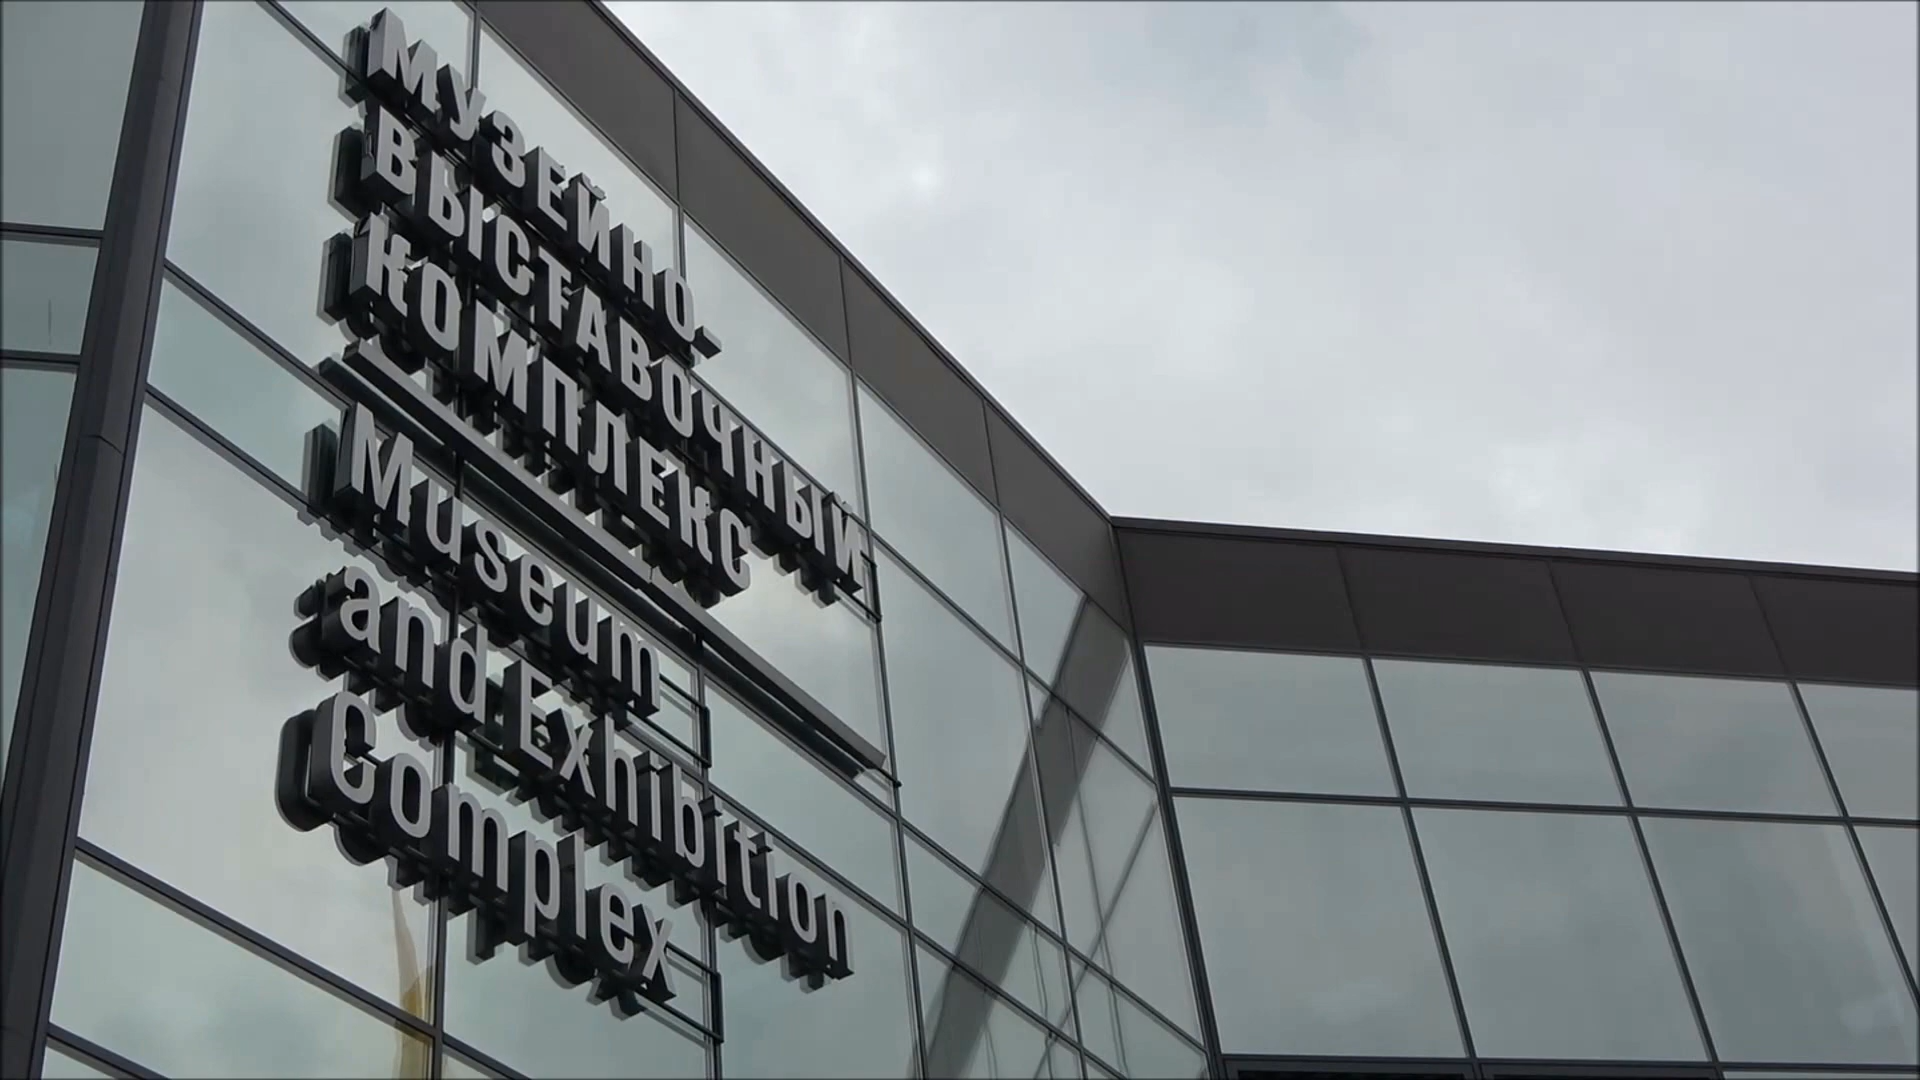 МУЗЕЙНО-
ВЫСТАВОЧНЫЙ
КОМПЛЕКС
Museum
and Exhibition
Complex